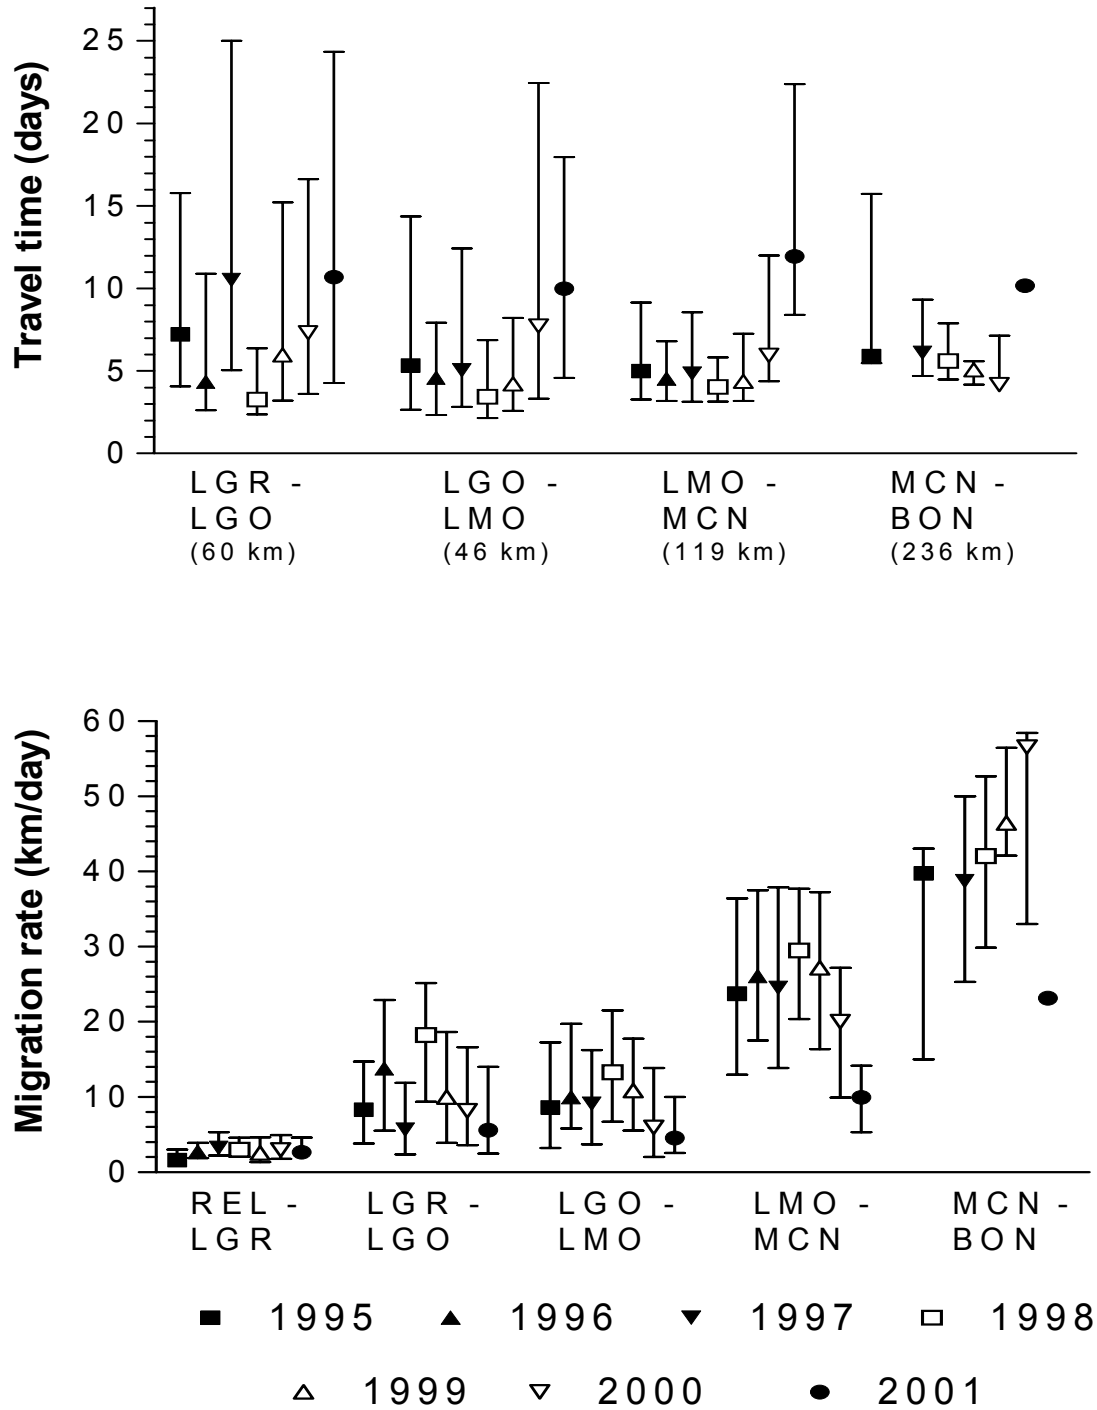 Travel time (days)
25
20
15
10
5
0
LGR - LGO - LMO - MCN -
LGO LMO MCN BON
(60 km) (46 km) (119 km) (236 km)
Migration rate (km/day)
60
50
40
30
20
10
0
REL - LGR - LGO - LMO - MCN -
LGR LGO LMO MCN BON
1995 1996 1997 1998
1999 2000 2001